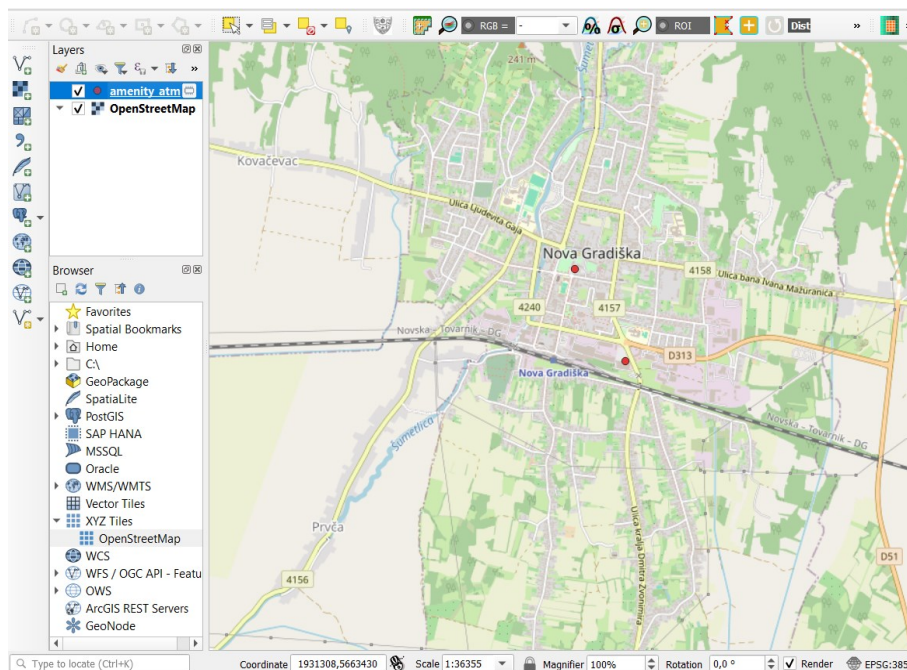 RGB =
-
ROI
Dist
»
Layers
»
amenity_atm
OpenStreetMap
Browser
Favorites
Spatial Bookmarks
Home
C:\
GeoPackage
SpatiaLite
PostGIS
SAP HANA
MSSQL
Oracle
WMS/WMTS
Vector Tiles
XYZ Tiles
OpenStreetMap
WCS
WFS / OGC API - Featu
OWS
ArcGIS REST Servers
GeoNode
241 m
Šumetlica
Kovačevac
Ulica Ljudevita Gaja
Nova Gradiška
4158
Ulica bana Ivana Mažuranića
4240
4157
Novska - Tovarnik - DG
D313
Nova Gradiška
Novska - Tovarnik - DG
Šumetlica
Prvča
Ulica kralja Dmitra Zvonimira
D51
4156
Type to locate (Ctrl+K)
Coordinate 1931308,5663430
Scale 1:36355
Magnifier 100%
Rotation 0,0 °
Render
EPSG:385